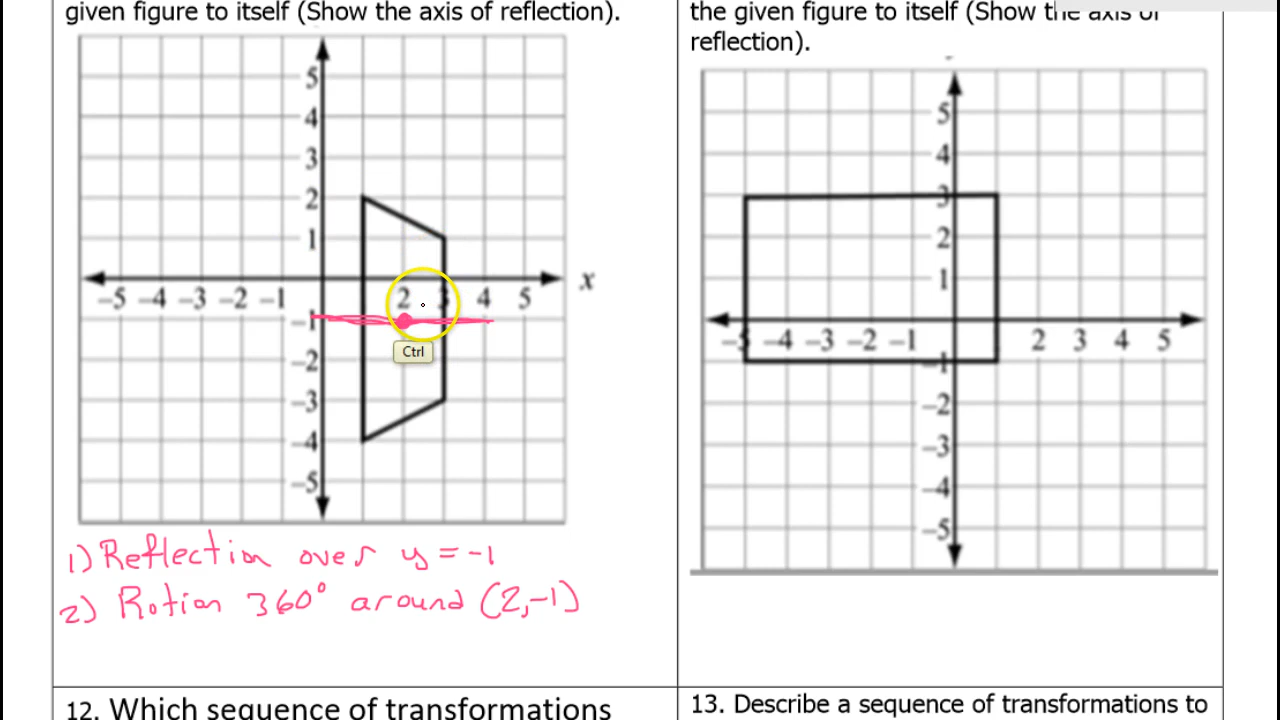 given figure to itself (Show the axis of reflection).
5
4
3
2
1
-5 -4 -3 -2 -1 2 3 4 5 x
-1
Ctrl
-2
-3
-4
-5
1) Reflection over y = -1
2) Rotion 360° around (2,-1)
the given figure to itself (Show the axis of
reflection).
5
4
3
2
1
-5 -4 -3 -2 -1 2 3 4 5
-1
-2
-3
-4
-5
12. Which sequence of transformations
13. Describe a sequence of transformations to